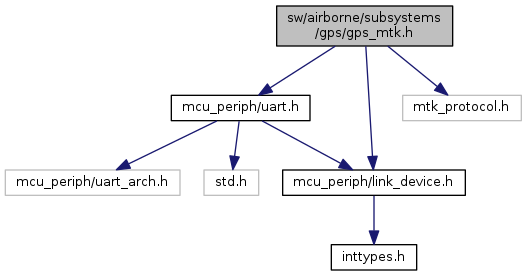 sw/airborne/subsystems
/gps/gps_mtk.h
mcu_periph/uart.h
mtk_protocol.h
mcu_periph/uart_arch.h
std.h
mcu_periph/link_device.h
inttypes.h